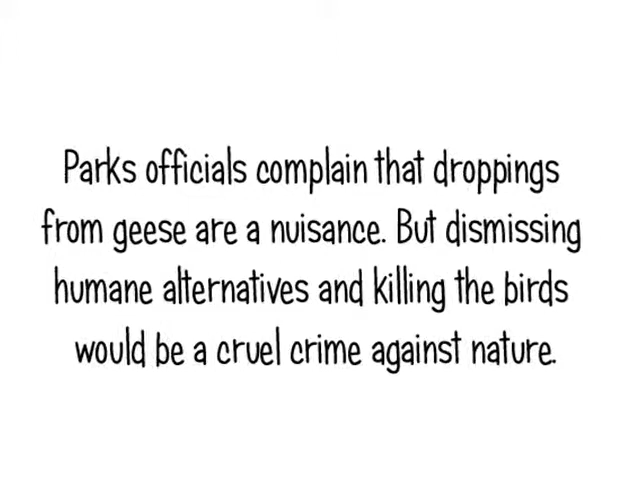 Parks officials complain that droppings
from geese are a nuisance. But dismissing
humane alternatives and killing the birds
would be a cruel crime against nature.